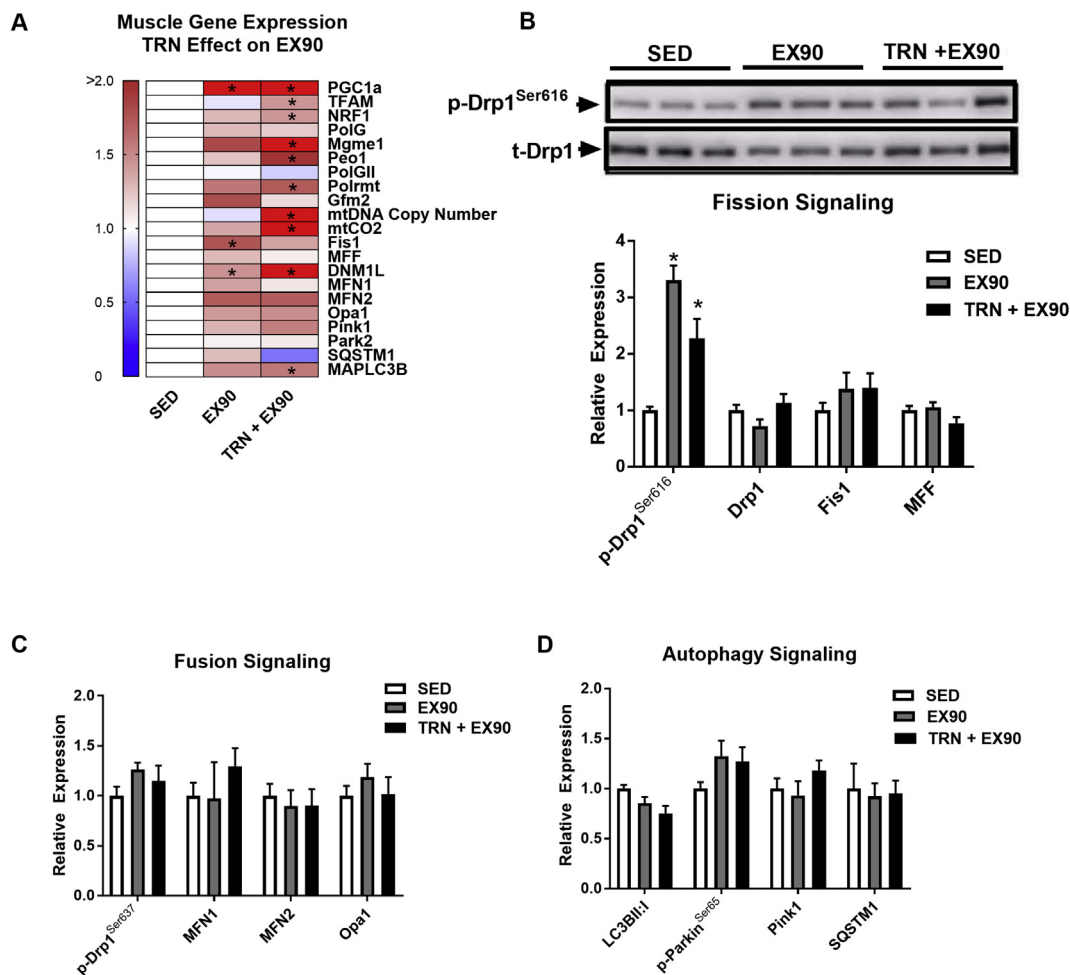 A
Muscle Gene Expression
TRN Effect on EX90
>2.0
1.5
1.0
0.5
0
* * PGC1a
* TFAM
* NRF1
PolG
* Mgme1
* Peo1
PolGII
* Polrmt
Gfm2
* mtDNA Copy Number
* mtCO2
* Fis1
MFF
* * DNM1L
MFN1
MFN2
Opa1
Pink1
Park2
SQSTM1
* MAPLC3B
SED
EX90
TRN + EX90
B
SED EX90 TRN +EX90
p-Drp1Ser616
t-Drp1
Fission Signaling
Relative Expression
4
3
2
1
0
* *
SED
EX90
TRN + EX90
p-Drp1Ser616
Drp1
Fis1
MFF
C
Fusion Signaling
Relative Expression
2.0
1.5
1.0
0.5
0.0
SED
EX90
TRN + EX90
p-Drp1Ser637
MFN1
MFN2
Opa1
D
Autophagy Signaling
Relative Expression
2.0
1.5
1.0
0.5
0.0
SED
EX90
TRN + EX90
LC3BII:I
p-ParkinSer65
Pink1
SQSTM1